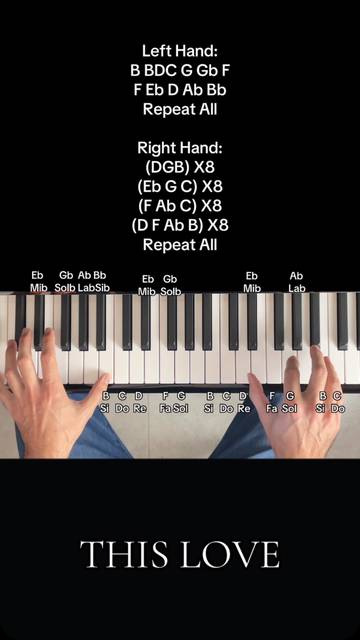 Left Hand:
B BDC G Gb F
F Eb D Ab Bb
Repeat All
Right Hand:
(DGB) X8
(Eb G C) X8
(F Ab C) X8
(D F Ab B) X8
Repeat All
Eb Gb Ab Bb Eb Gb Eb Ab
Mib Solb LabSib Mib Solb Mib Lab
B C D F G B C D F G B C
Si Do Re Fa Sol Si Do Re Fa Sol Si Do
THIS LOVE